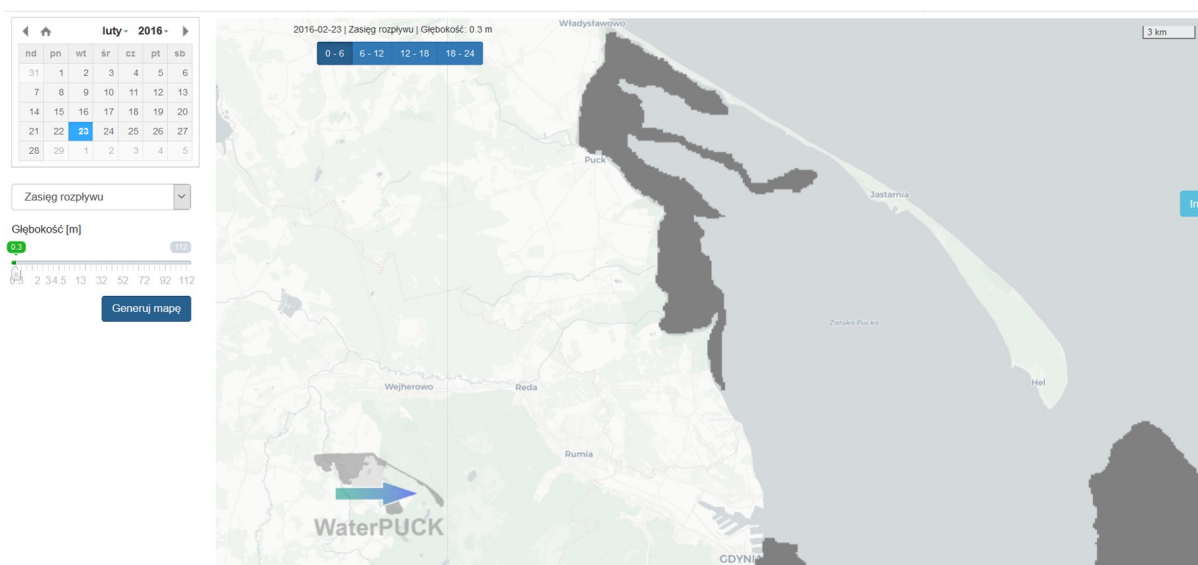 luty 2016
nd pn wt śr cz pt sb
31 1 2 3 4 5 6
7 8 9 10 11 12 13
14 15 16 17 18 19 20
21 22 23 24 25 26 27
28 29 1 2 3 4 5
Zasięg rozpływu
Głębokość [m]
0.3 112
0.3 2 34.5 13 32 52 72 92 112
Generuj mapę
2016-02-23 | Zasięg rozpływu | Głębokość: 0.3 m
0 - 6 6 - 12 12 - 18 18 - 24
3 km
Władysławowo
Puck
Jastarnia
Zatoka Pucka
Hel
Wejherowo
Reda
Rumia
WaterPUCK